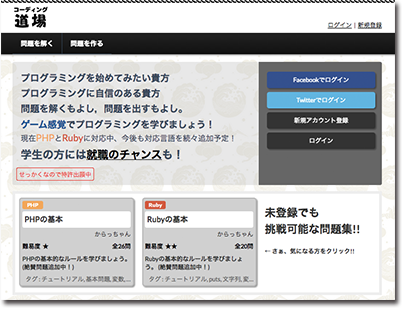 コーディング
道場
ログイン | 新規登録
問題を解く 問題を作る
プログラミングを始めてみたい貴方
プログラミングに自信のある貴方
問題を解くもよし，問題を出すもよし。
ゲーム感覚でプログラミングを学びましょう！
現在PHPとRubyに対応中、今後も対応言語を続々追加予定！
学生の方には就職のチャンスも！
せっかくなので特許出願中
Facebookでログイン
Twitterでログイン
新規アカウント登録
ログイン
PHP
PHPの基本
からっちゃん
難易度 ★ 全26問
PHPの基本的なルールを学びましょう。
(絶賛問題追加中！)
タグ : チュートリアル, 基本問題, 変数,...
Ruby
Rubyの基本
からっちゃん
難易度 ★★ 全20問
Rubyの基本的なルールを学びましょ
う。(絶賛問題追加中！)
タグ : チュートリアル, puts, 文字列, 変...
未登録でも
挑戦可能な問題集!!
← さぁ、気になる方をクリック!!